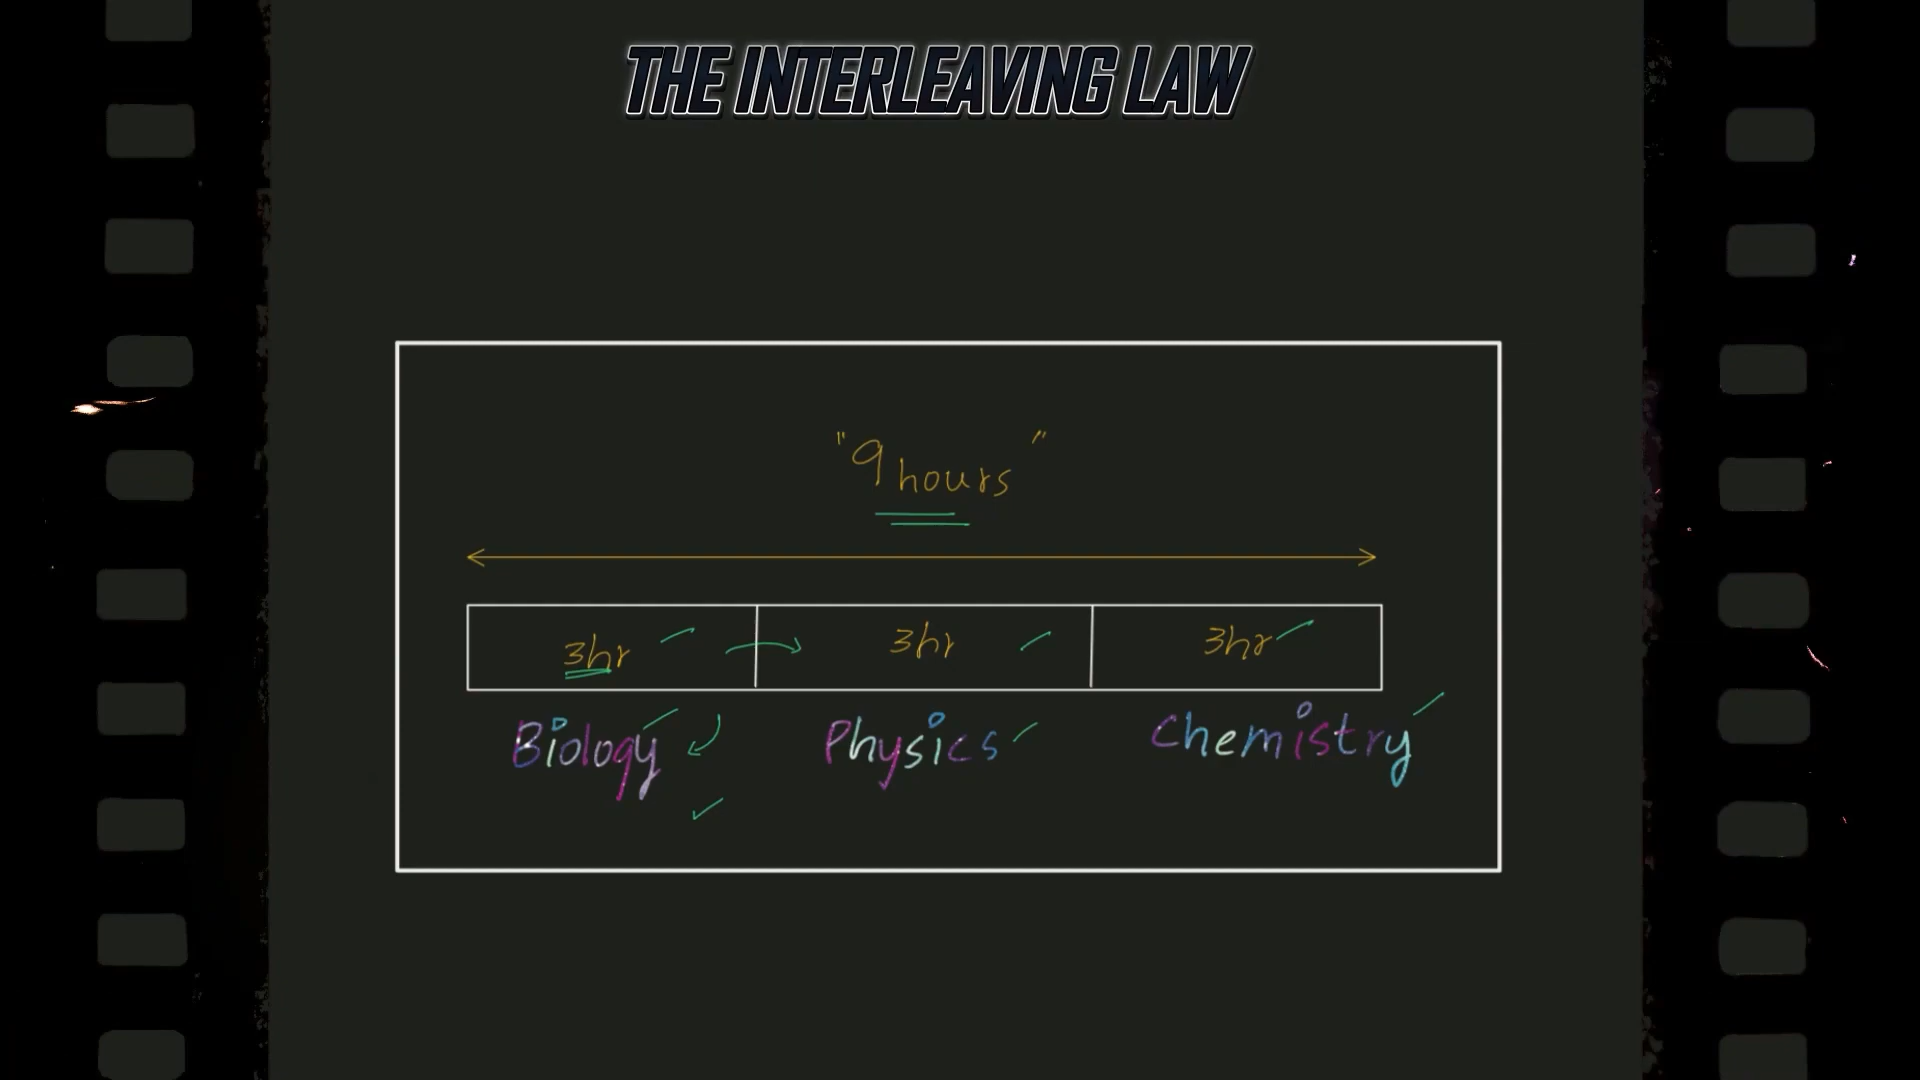 THE INTERLEAVING LAW
"9 hours"
3hr 3hr 3hr
Biology Physics Chemistry